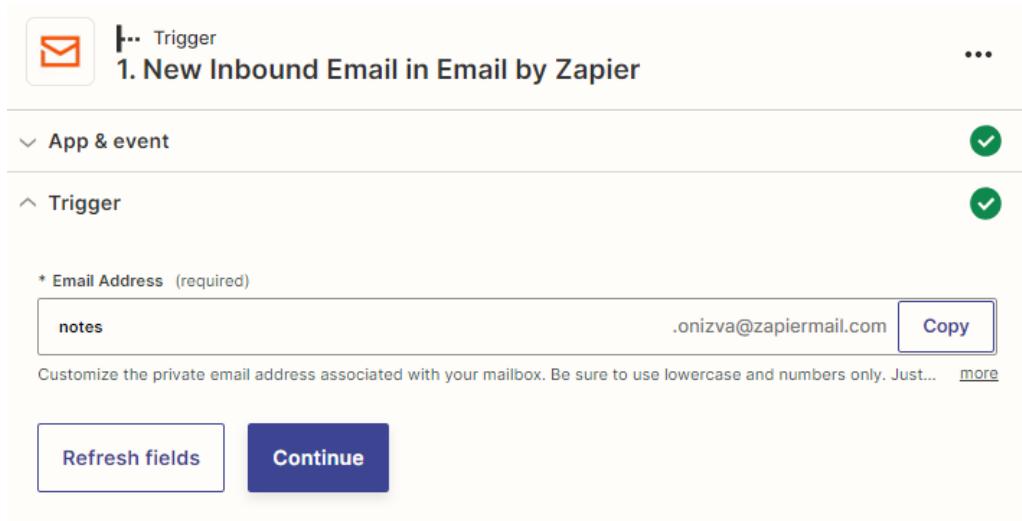 Trigger
1. New Inbound Email in Email by Zapier
App & event
Trigger
* Email Address (required)
notes .onizva@zapiermail.com Copy
Customize the private email address associated with your mailbox. Be sure to use lowercase and numbers only. Just... more
Refresh fields Continue